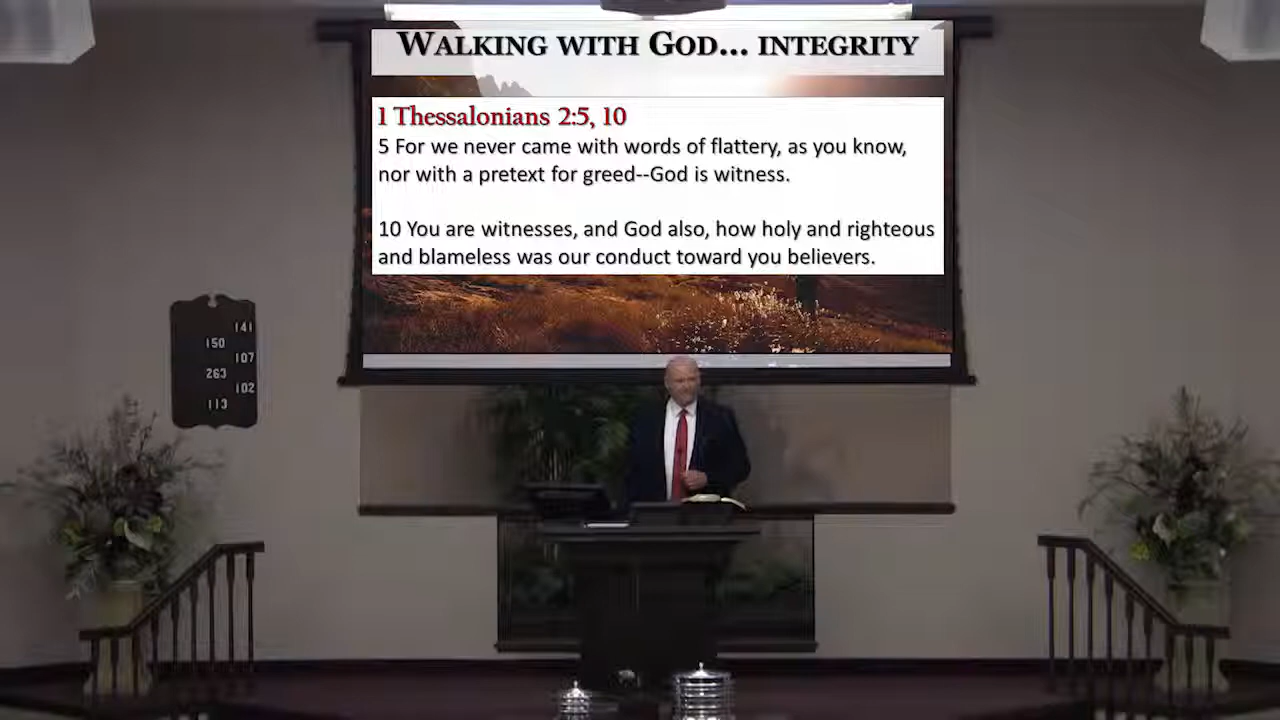 WALKING WITH GOD... INTEGRITY
1 Thessalonians 2:5, 10
5 For we never came with words of flattery, as you know,
nor with a pretext for greed--God is witness.
10 You are witnesses, and God also, how holy and righteous
and blameless was our conduct toward you believers.
141
150
107
263
102
113